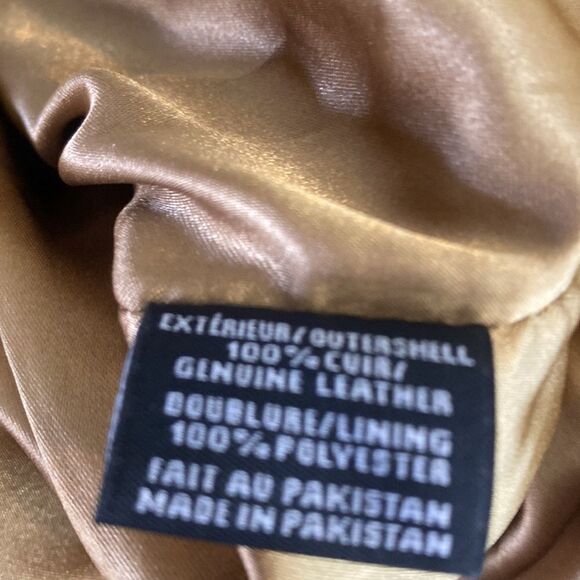 EXTÉRIEUR/OUTERSHELL
100% CUIR/
GENUINE LEATHER
DOUBLURE/LINING
100% POLYESTER
FAIT AU PAKISTAN
MADE IN PAKISTAN